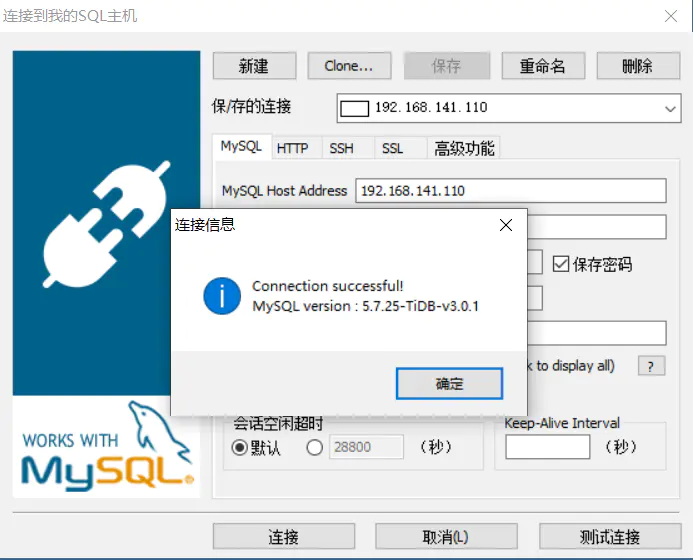 连接到我的SQL主机
新建 Clone... 保存 重命名 删除
保/存的连接 192.168.141.110
MySQL HTTP SSH SSL 高级功能
MySQL Host Address 192.168.141.110
连接信息
保存密码
Connection successful!
MySQL version : 5.7.25-TiDB-v3.0.1
to display all) ?
确定
会话空闲超时 Keep-Alive Interval
默认 28800 (秒) (秒)
WORKS WITH
MySQL®
连接 取消(L) 测试连接